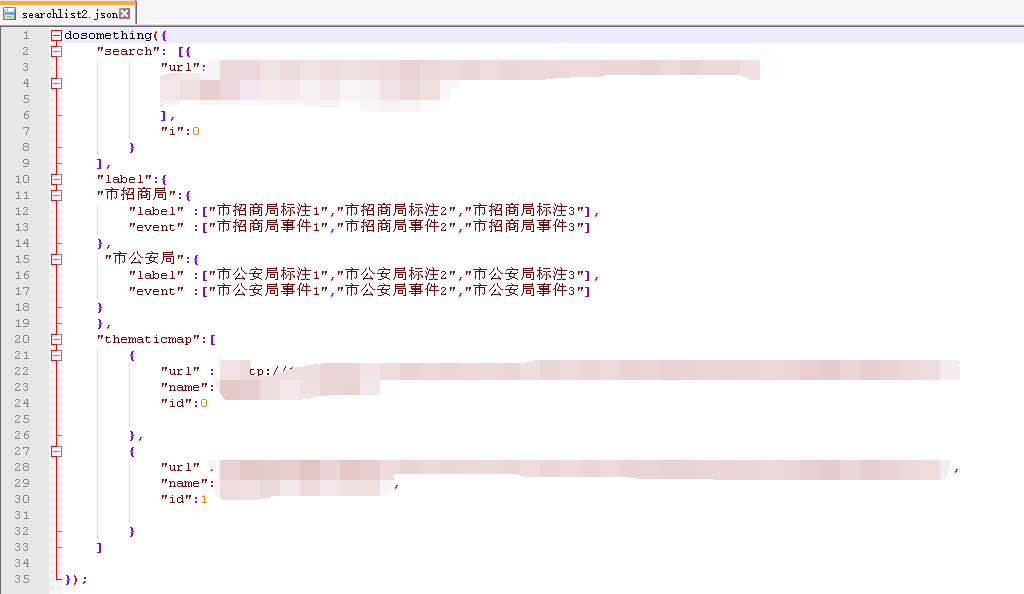 searchlist2.json
1 dosomething({
2 "search": [{
3 "url":
4
5
6 ],
7 "i":0
8 }
9 ],
10 "label":{
11 "市招商局":{
12 "label" :["市招商局标注1","市招商局标注2","市招商局标注3"],
13 "event" :["市招商局事件1","市招商局事件2","市招商局事件3"]
14 },
15 "市公安局":{
16 "label" :["市公安局标注1","市公安局标注2","市公安局标注3"],
17 "event" :["市公安局事件1","市公安局事件2","市公安局事件3"]
18 }
19 },
20 "thematicmap":[
21 {
22 "url" : tp://
23 "name":
24 "id":0
25
26 },
27 {
28 "url" ,
29 "name": ,
30 "id":1
31
32 }
33 ]
34
35 });